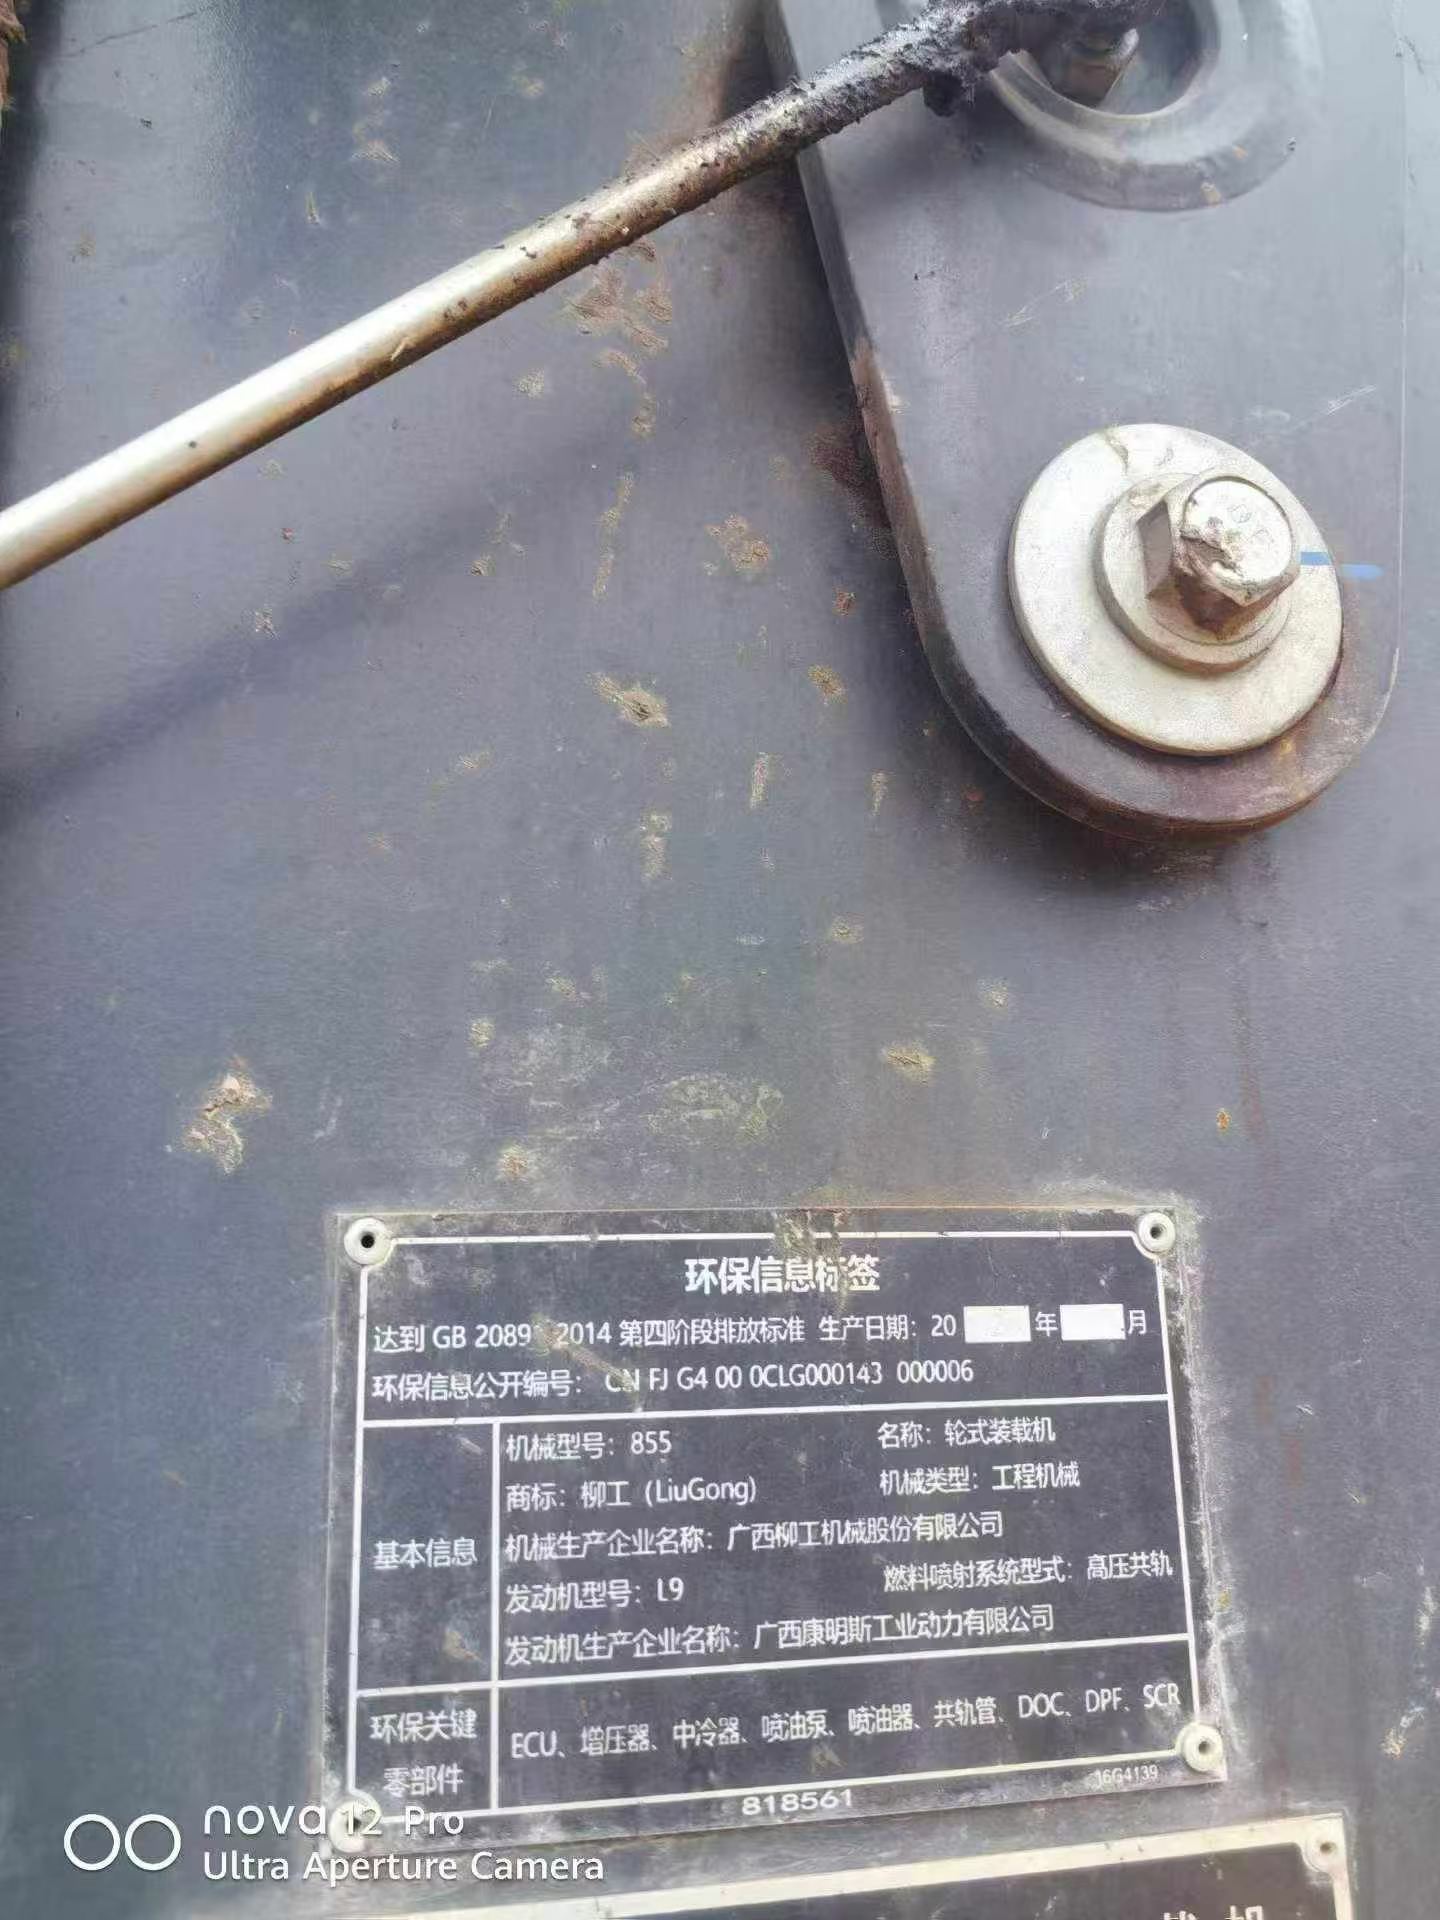 环保信息标签
达到 GB 2089 2014 第四阶段排放标准 生产日期：20 年 月
环保信息公开编号： CN FJ G4 00 0CLG000143 000006
基本信息
机械型号：855 名称：轮式装载机
商标：柳工（LiuGong） 机械类型：工程机械
机械生产企业名称：广西柳工机械股份有限公司
发动机型号：L9 燃料喷射系统型式：高压共轨
发动机生产企业名称：广西康明斯工业动力有限公司
环保关键
零部件
ECU、增压器、中冷器、喷油泵、喷油器、共轨管、DOC、DPF、SCR
818561
16G4139
nova 12 Pro
Ultra Aperture Camera